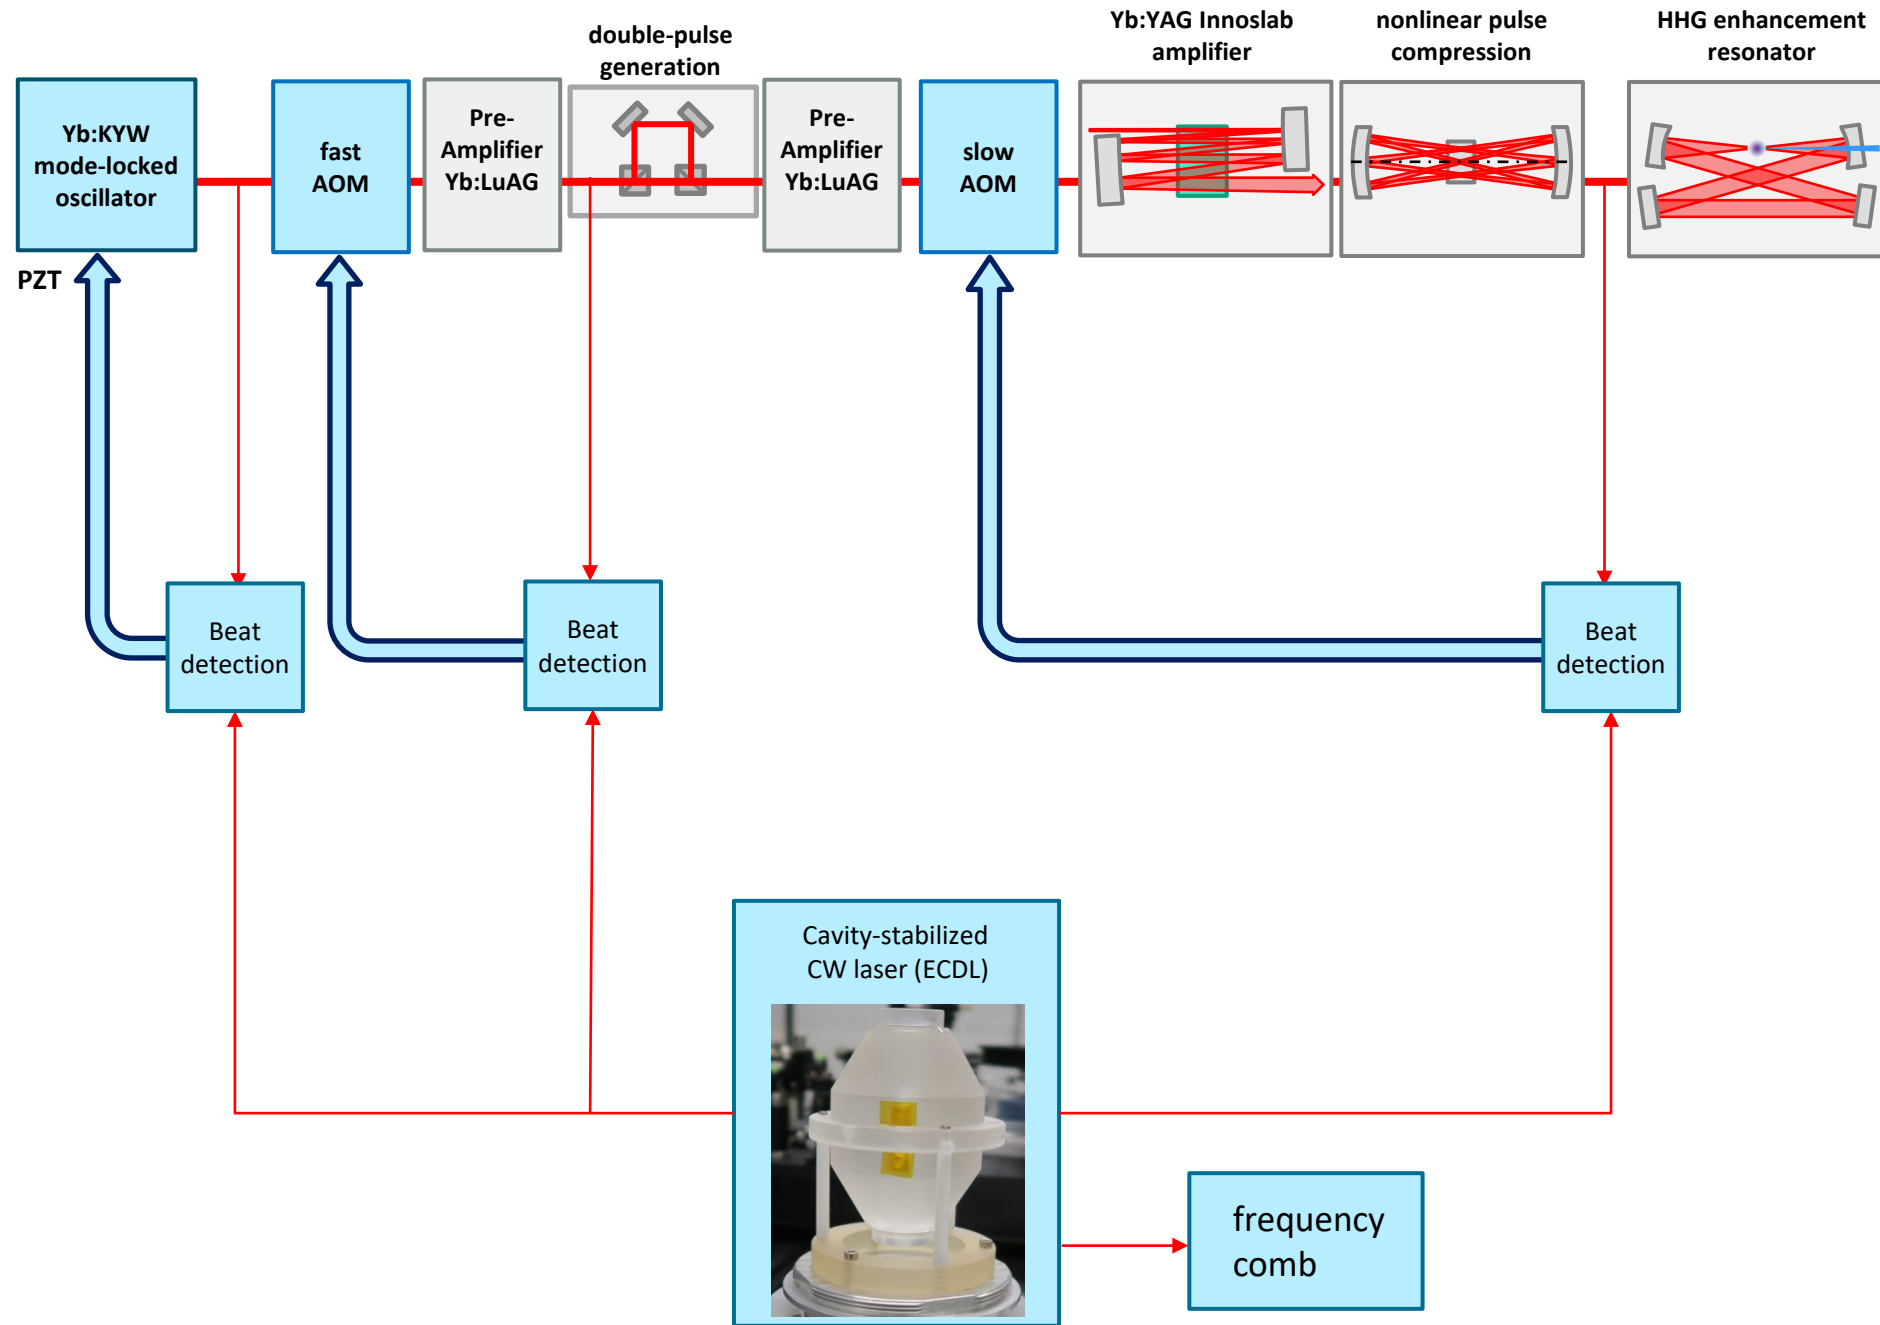 double-pulse
generation
Yb:YAG Innoslab
amplifier
nonlinear pulse
compression
HHG enhancement
resonator
Yb:KYW
mode-locked
oscillator
fast
AOM
Pre-
Amplifier
Yb:LuAG
Pre-
Amplifier
Yb:LuAG
slow
AOM
PZT
Beat
detection
Beat
detection
Beat
detection
Cavity-stabilized
CW laser (ECDL)
frequency
comb